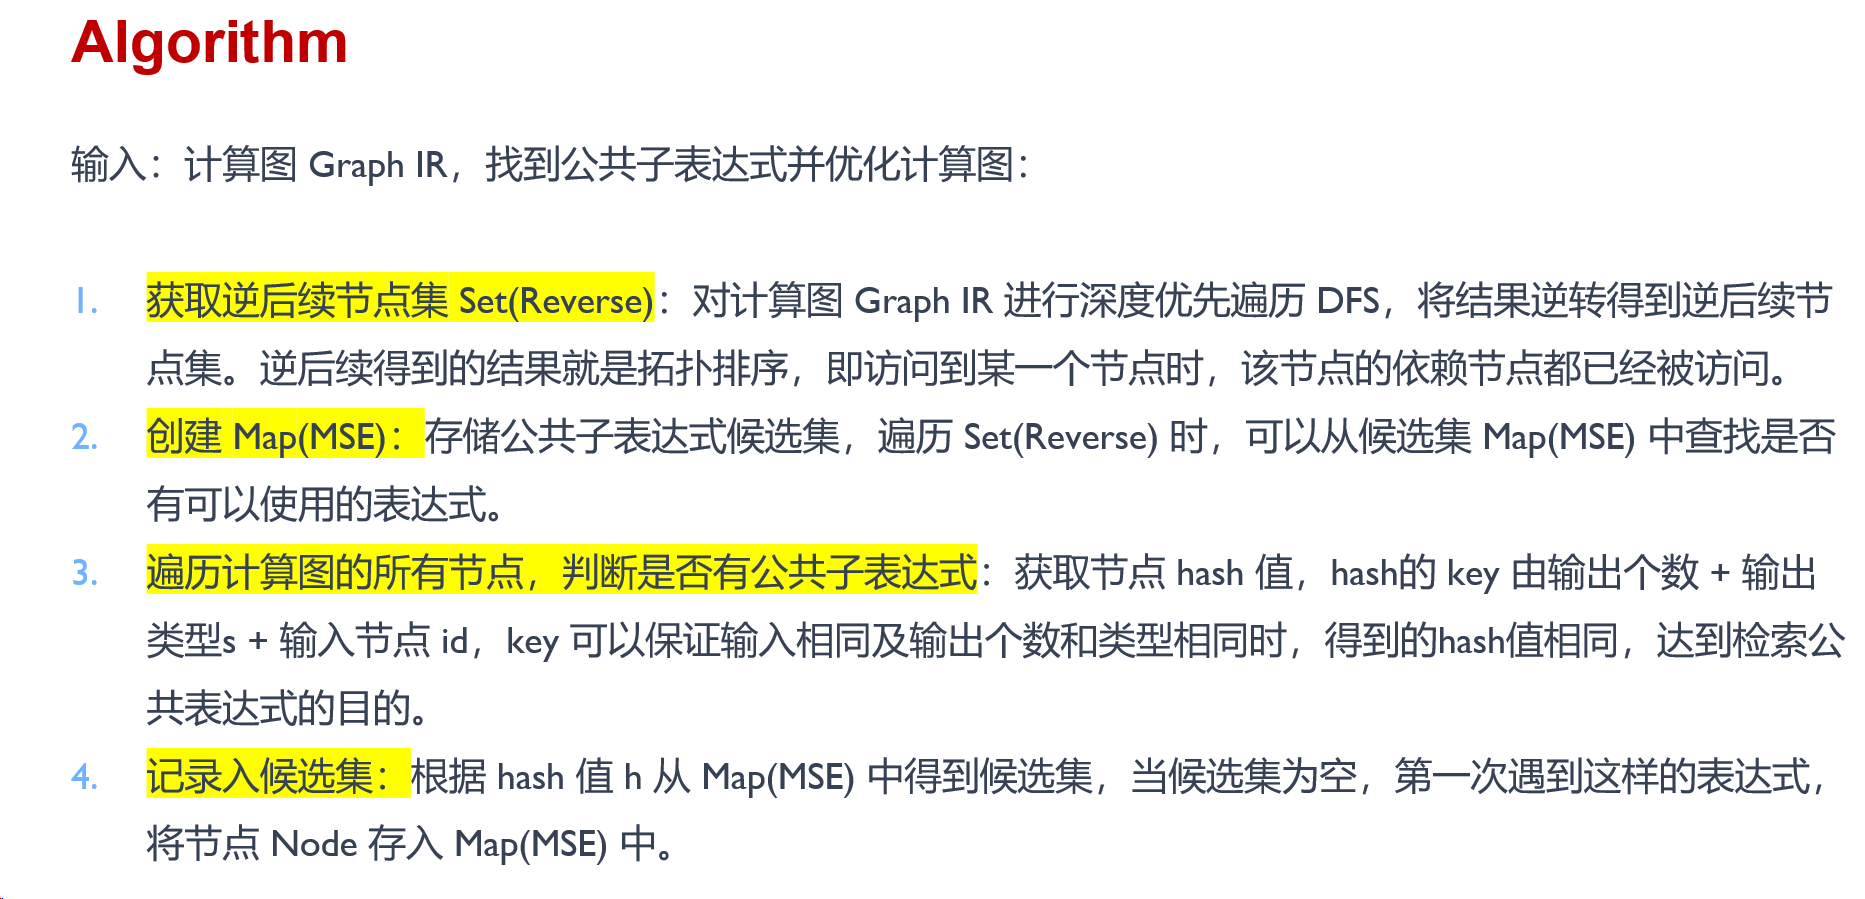 Algorithm
输入：计算图 Graph IR，找到公共子表达式并优化计算图：
1. 获取逆后续节点集 Set(Reverse)：对计算图 Graph IR 进行深度优先遍历 DFS，将结果逆转得到逆后续节
点集。逆后续得到的结果就是拓扑排序，即访问到某一个节点时，该节点的依赖节点都已经被访问。
2. 创建 Map(MSE)：存储公共子表达式候选集，遍历 Set(Reverse) 时，可以从候选集 Map(MSE) 中查找是否
有可以使用的表达式。
3. 遍历计算图的所有节点，判断是否有公共子表达式：获取节点 hash 值，hash的 key 由输出个数 + 输出
类型s + 输入节点 id，key 可以保证输入相同及输出个数和类型相同时，得到的hash值相同，达到检索公
共表达式的目的。
4. 记录入候选集：根据 hash 值 h 从 Map(MSE) 中得到候选集，当候选集为空，第一次遇到这样的表达式，
将节点 Node 存入 Map(MSE) 中。